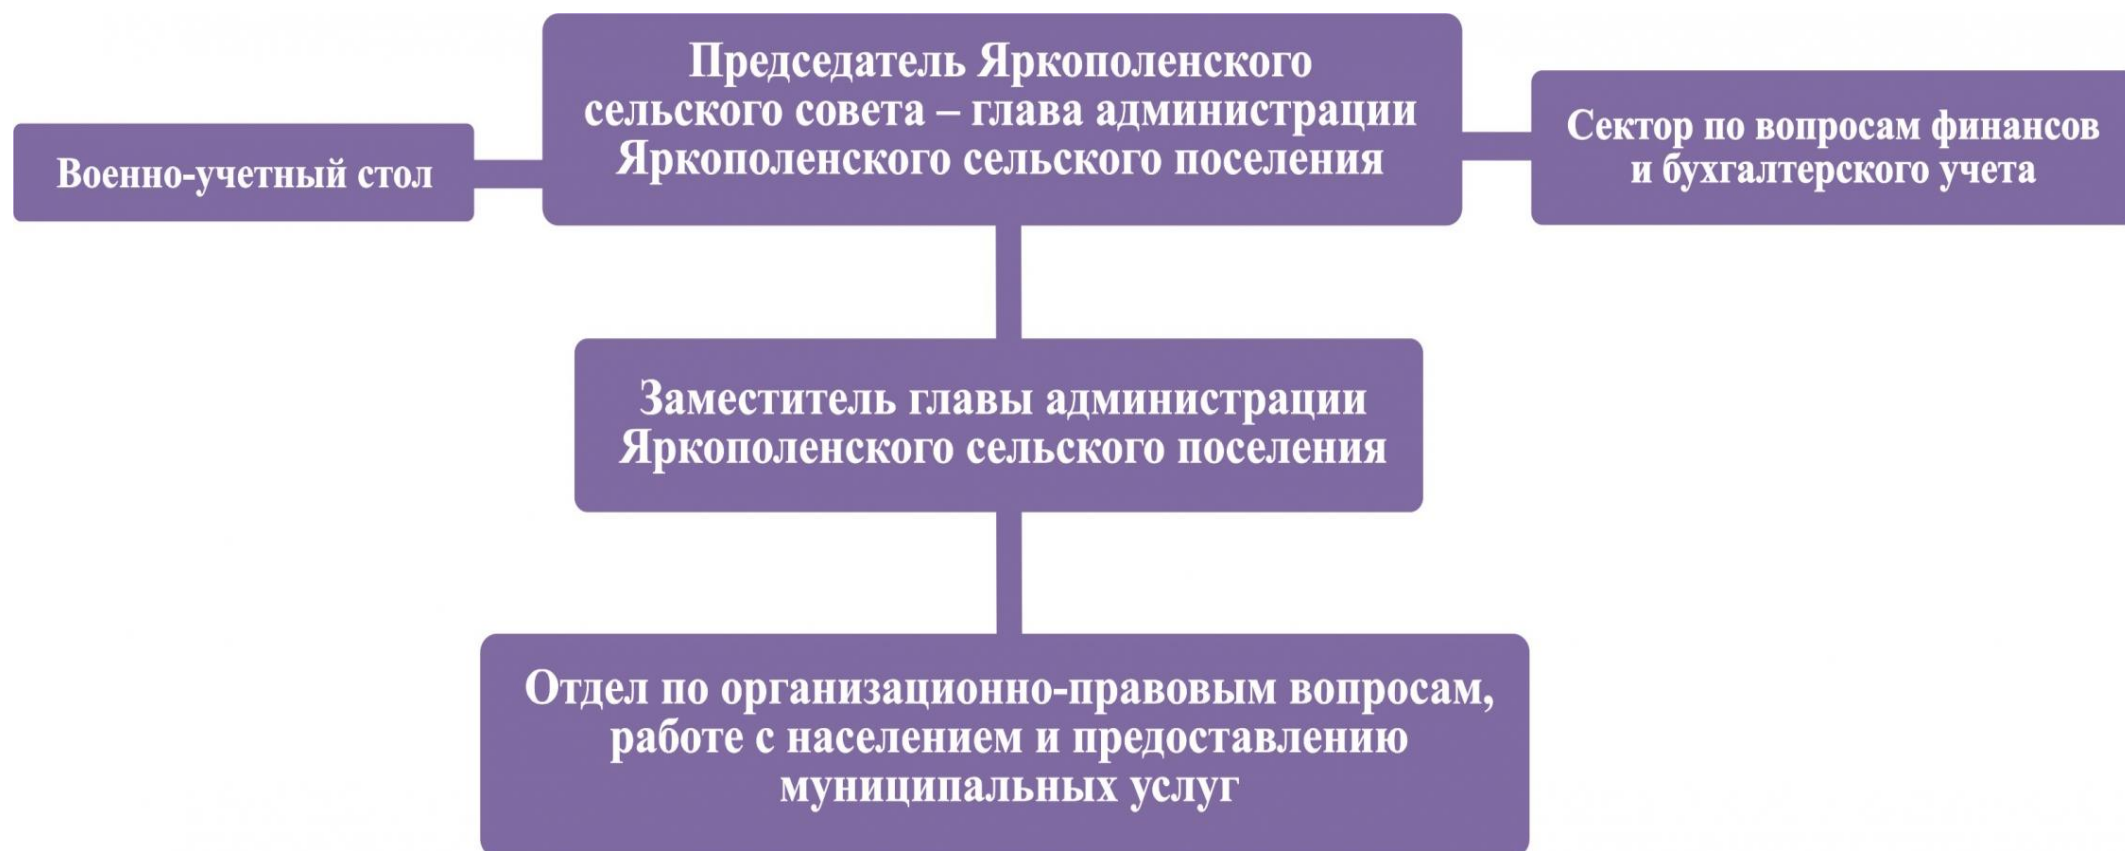 Председатель Яркополенского
сельского совета – глава администрации
Яркополенского сельского поселения
Военно-учетный стол
Сектор по вопросам финансов
и бухгалтерского учета
Заместитель главы администрации
Яркополенского сельского поселения
Отдел по организационно-правовым вопросам,
работе с населением и предоставлению
муниципальных услуг